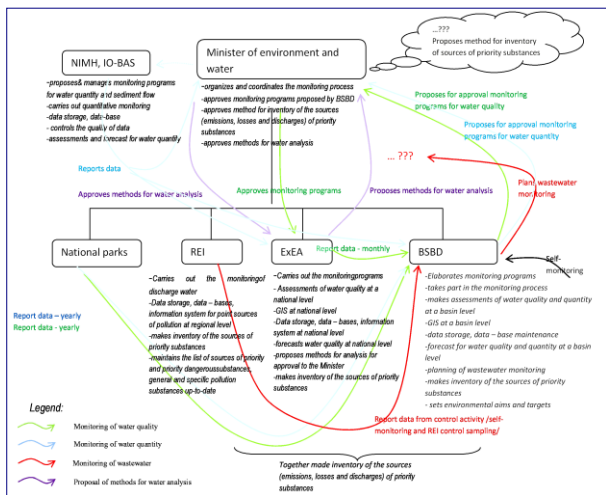 ...???
Proposes method for inventory
of sources of priority substances
NIMH, IO-BAS
Minister of environment and
water
-proposes& manages monitoring programs
for water quantity and sediment flow
-carries out quantitative monitoring
-data storage, date-base
- controls the quality of data
-assessments and forecast for water quantify
-organizes and coordinates the monitoring process
-approves monitoring programs proposed by BSBD
-approves method for inventory of the sources
(emissions, losses and discharges) of priority
substances
-approves methods for water analysis
Proposes for approval monitoring
programs for water quality
Proposes for approval monitoring
programs for water quantity
... ???
Reports data
Plans wastewater
monitoring
Approves methods for water analysis
Approves monitoring programs
Proposes methods for water analysis
National parks
REI
ExEA
Report data - monthly
BSBD
Self-
monitoring
Report data – yearly
Report data - yearly
-Carries out the monitoringof
discharge water
-Data storage, data – bases,
information system for point sources
of pollution at regional level
-makes inventory of the sources of
priority substances
-maintains the list of sources of priority
and priority dangeroussubstances,
general and specific pollution
substances up-to-date
-Carries out the monitoringprograms
- Assessments of water quality at a
national level
-GIS at national level
-Data storage, data – bases, information
system at national level
-forecasts water quality at national level
-proposes methods for analysis for
approval to the Minister
-makes inventory of the sources of priority
substances)
-Elaborates monitoring programs
-takes part in the monitoring process
-makes assessments of water quality and quantity
at a basin level
-GIS at a basin level
-data storage, data – base maintenance
-forecast for water quality and quantity at a basin
level
-planning of wastewater monitoring
-makes inventory of the sources of priority
substances
- sets environmental aims and targets
Report data from control activity /self-
monitoring and REI control sampling/
Legend:
Monitoring of water quality
Monitoring of water quantity
Monitoring of wastewater
Proposal of methods for water analysis
Together made inventory of the sources
(emissions, losses and discharges) of priority
substances